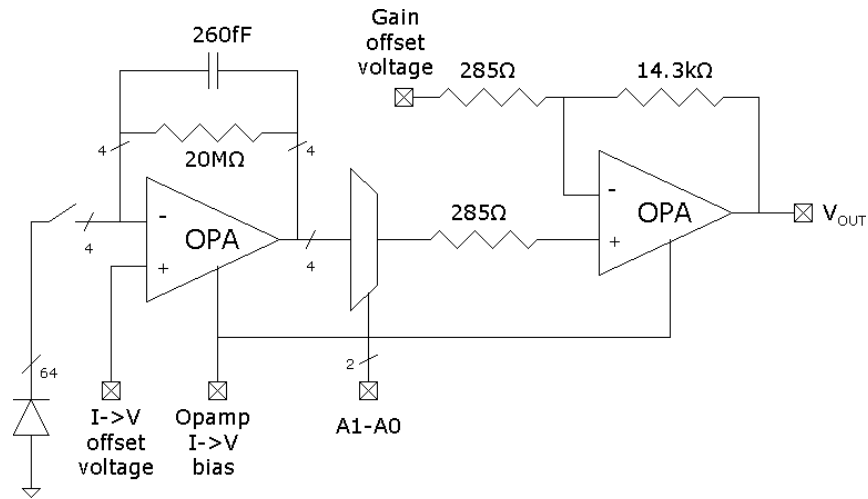 260fF
Gain
offset
voltage
285Ω
14.3kΩ
4
20MΩ
4
-
OPA
+
4
4
285Ω
-
OPA
+
V_OUT
64
2
I->V
offset
voltage
Opamp
I->V
bias
A1-A0